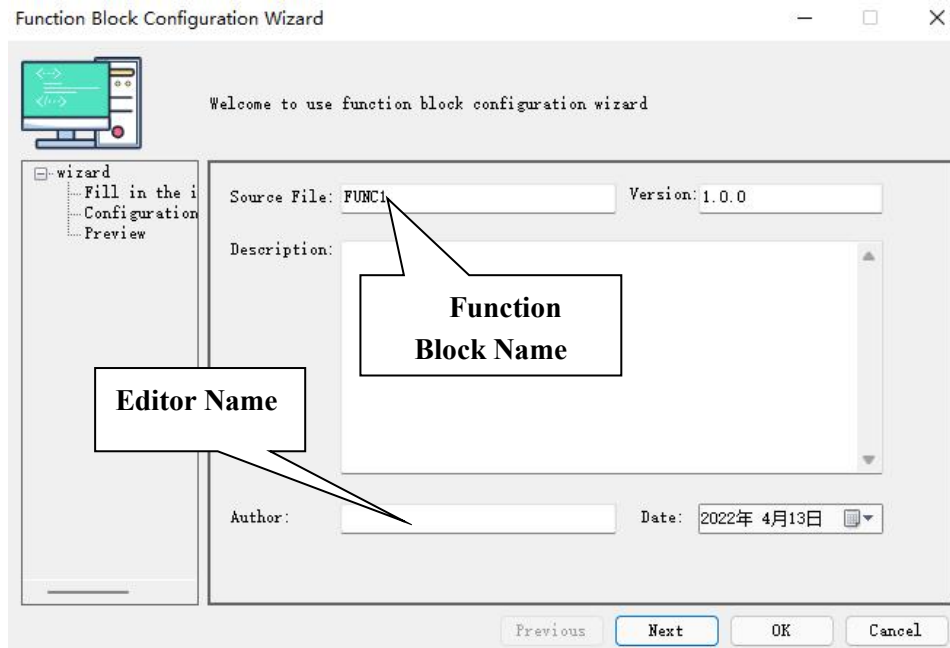 Function Block Configuration Wizard
Welcome to use function block configuration wizard
wizard
Fill in the i
Configuration
Preview
Source File: FUNC1
Version: 1.0.0
Description:
Function
Block Name
Editor Name
Author:
Date: 2022年 4月13日
Previous
Next
OK
Cancel